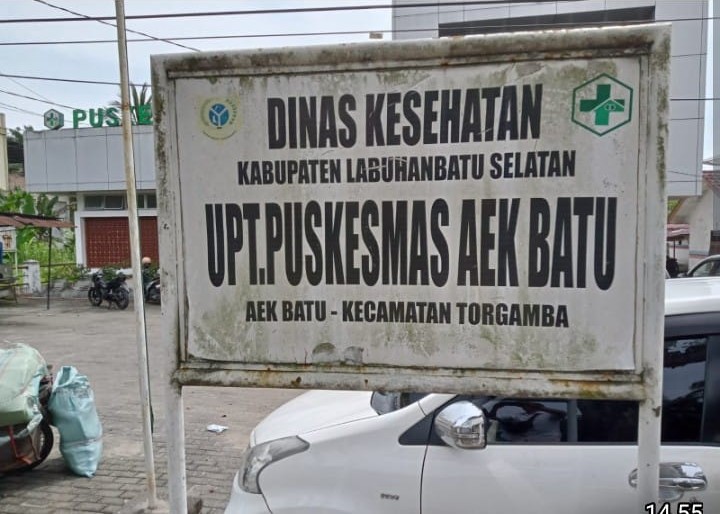 PUS
DINAS KESEHATAN
KABUPATEN LABUHANBATU SELATAN
UPT.PUSKESMAS AEK BATU
AEK BATU - KECAMATAN TORGAMBA
14.55